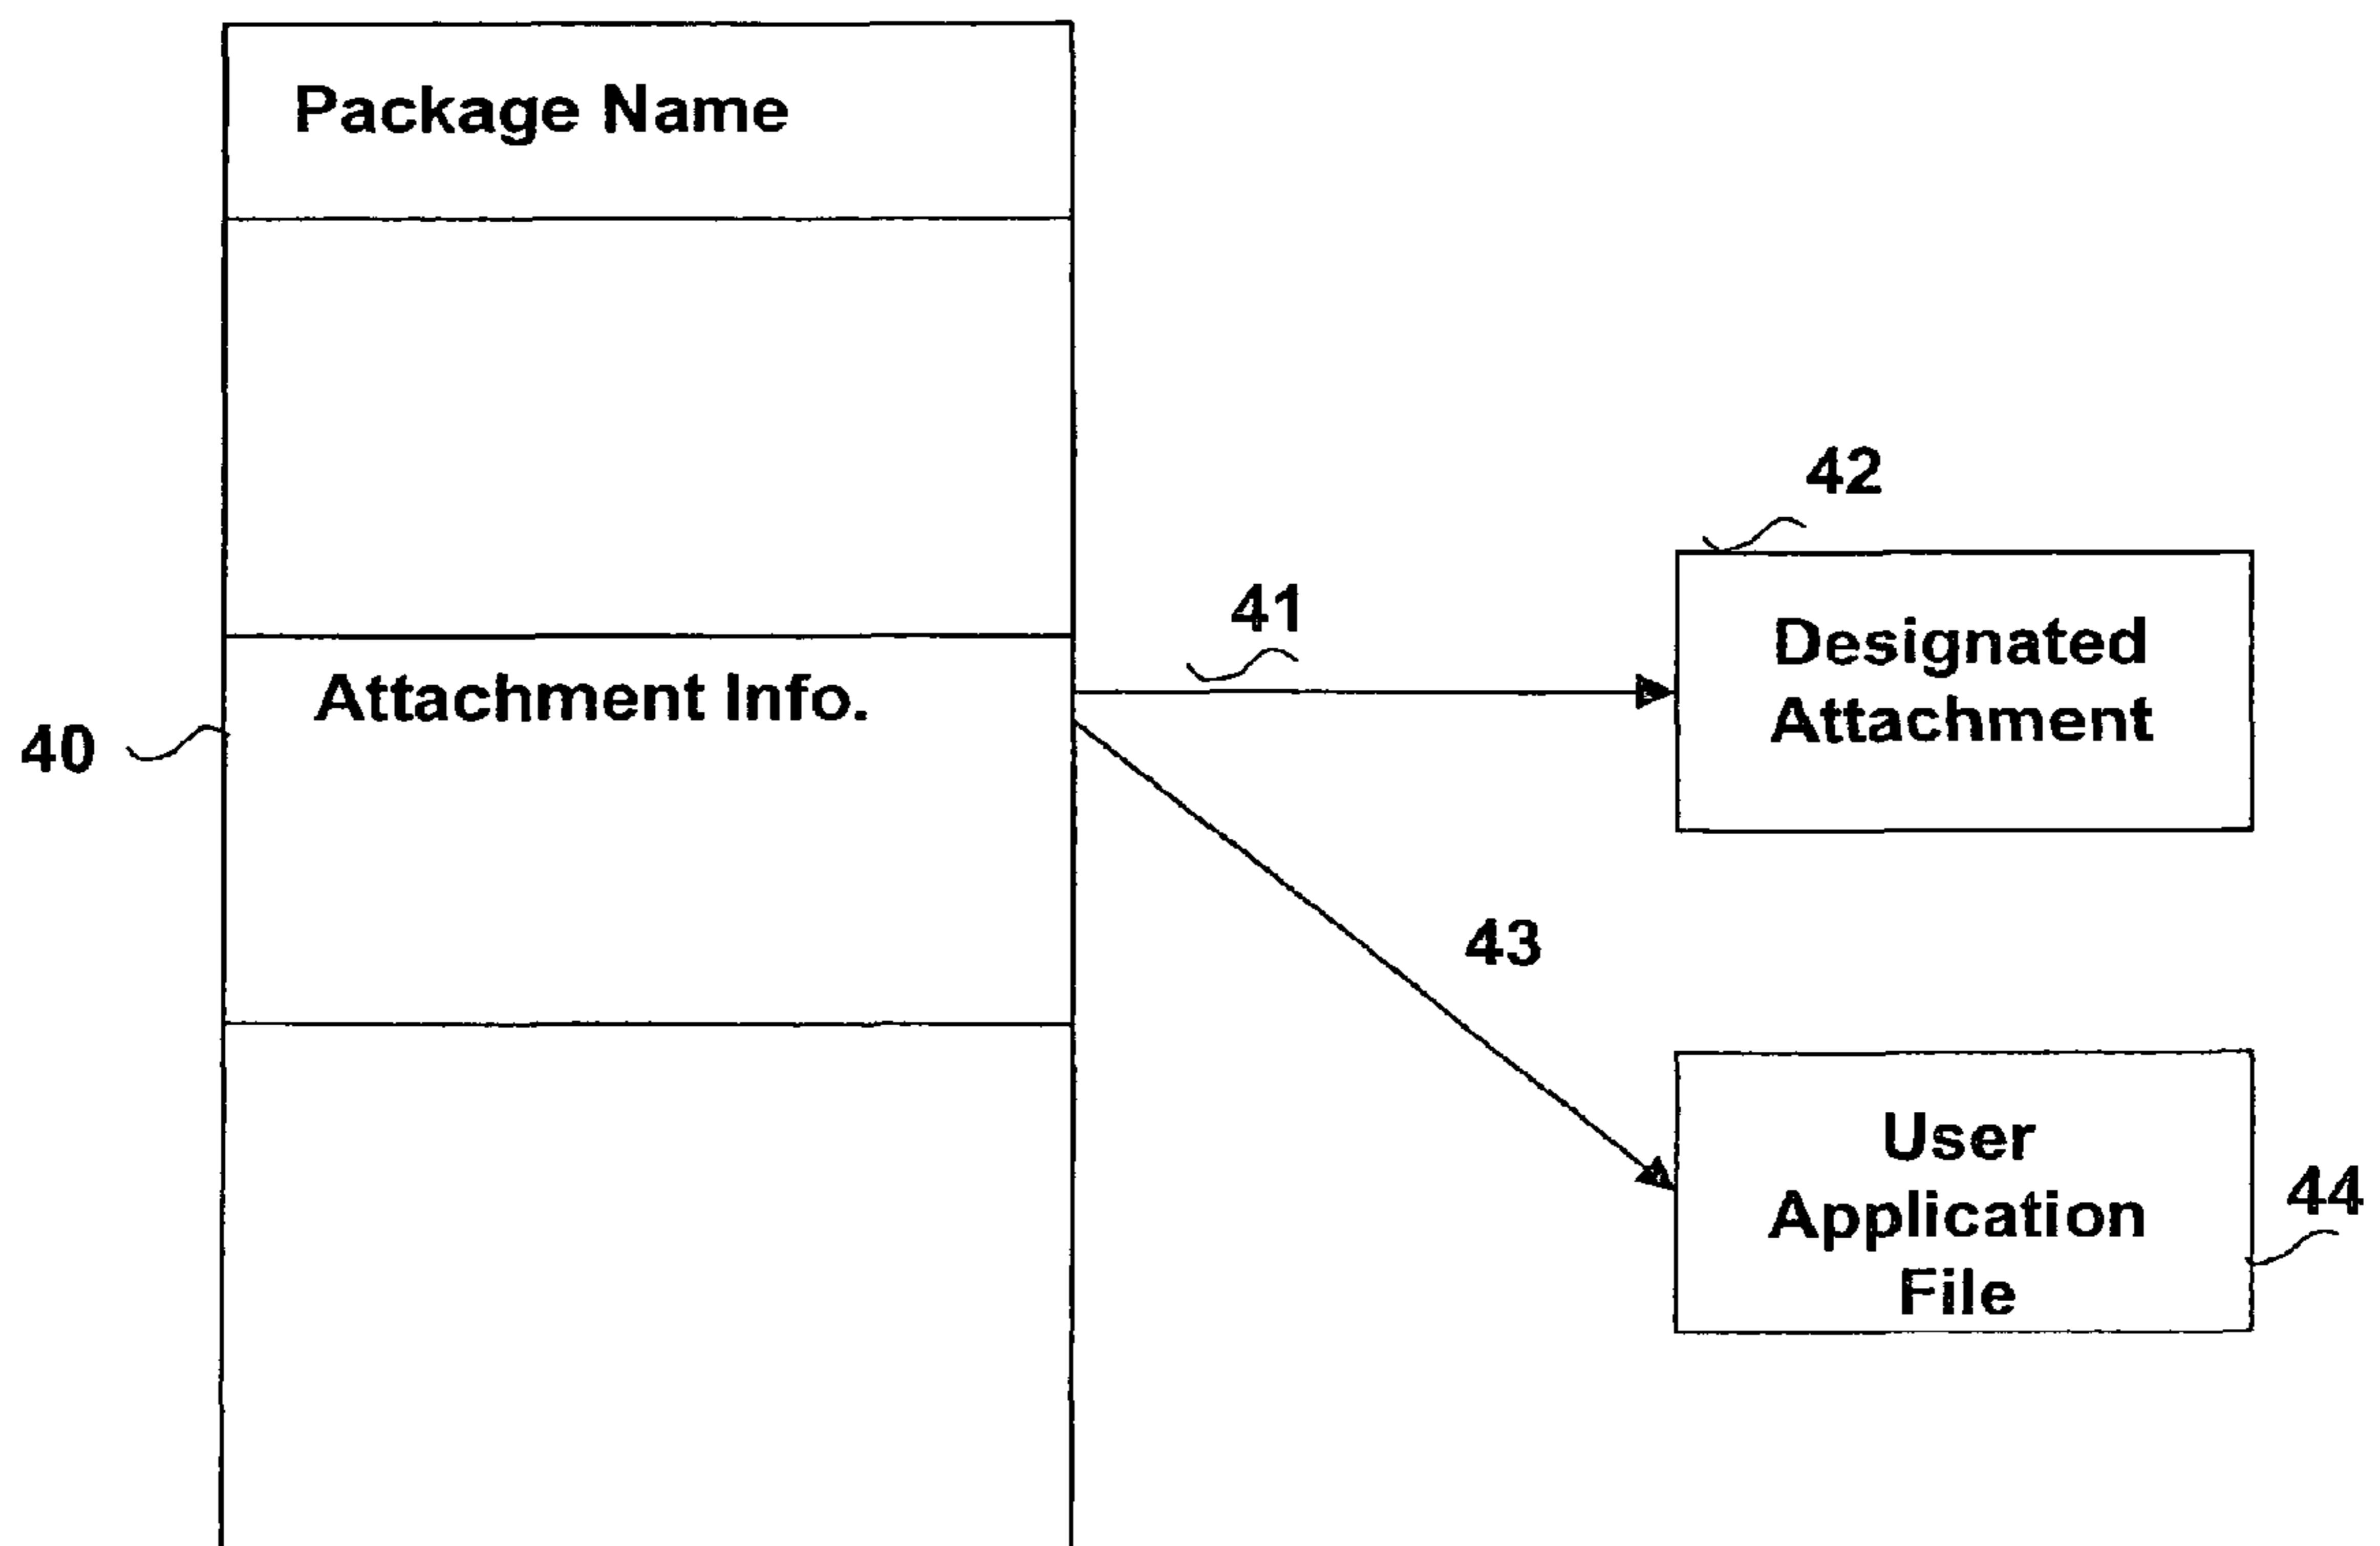 Package Name
42
41
Designated
Attachment
Attachment Info.
40
43
User
Application
File
44